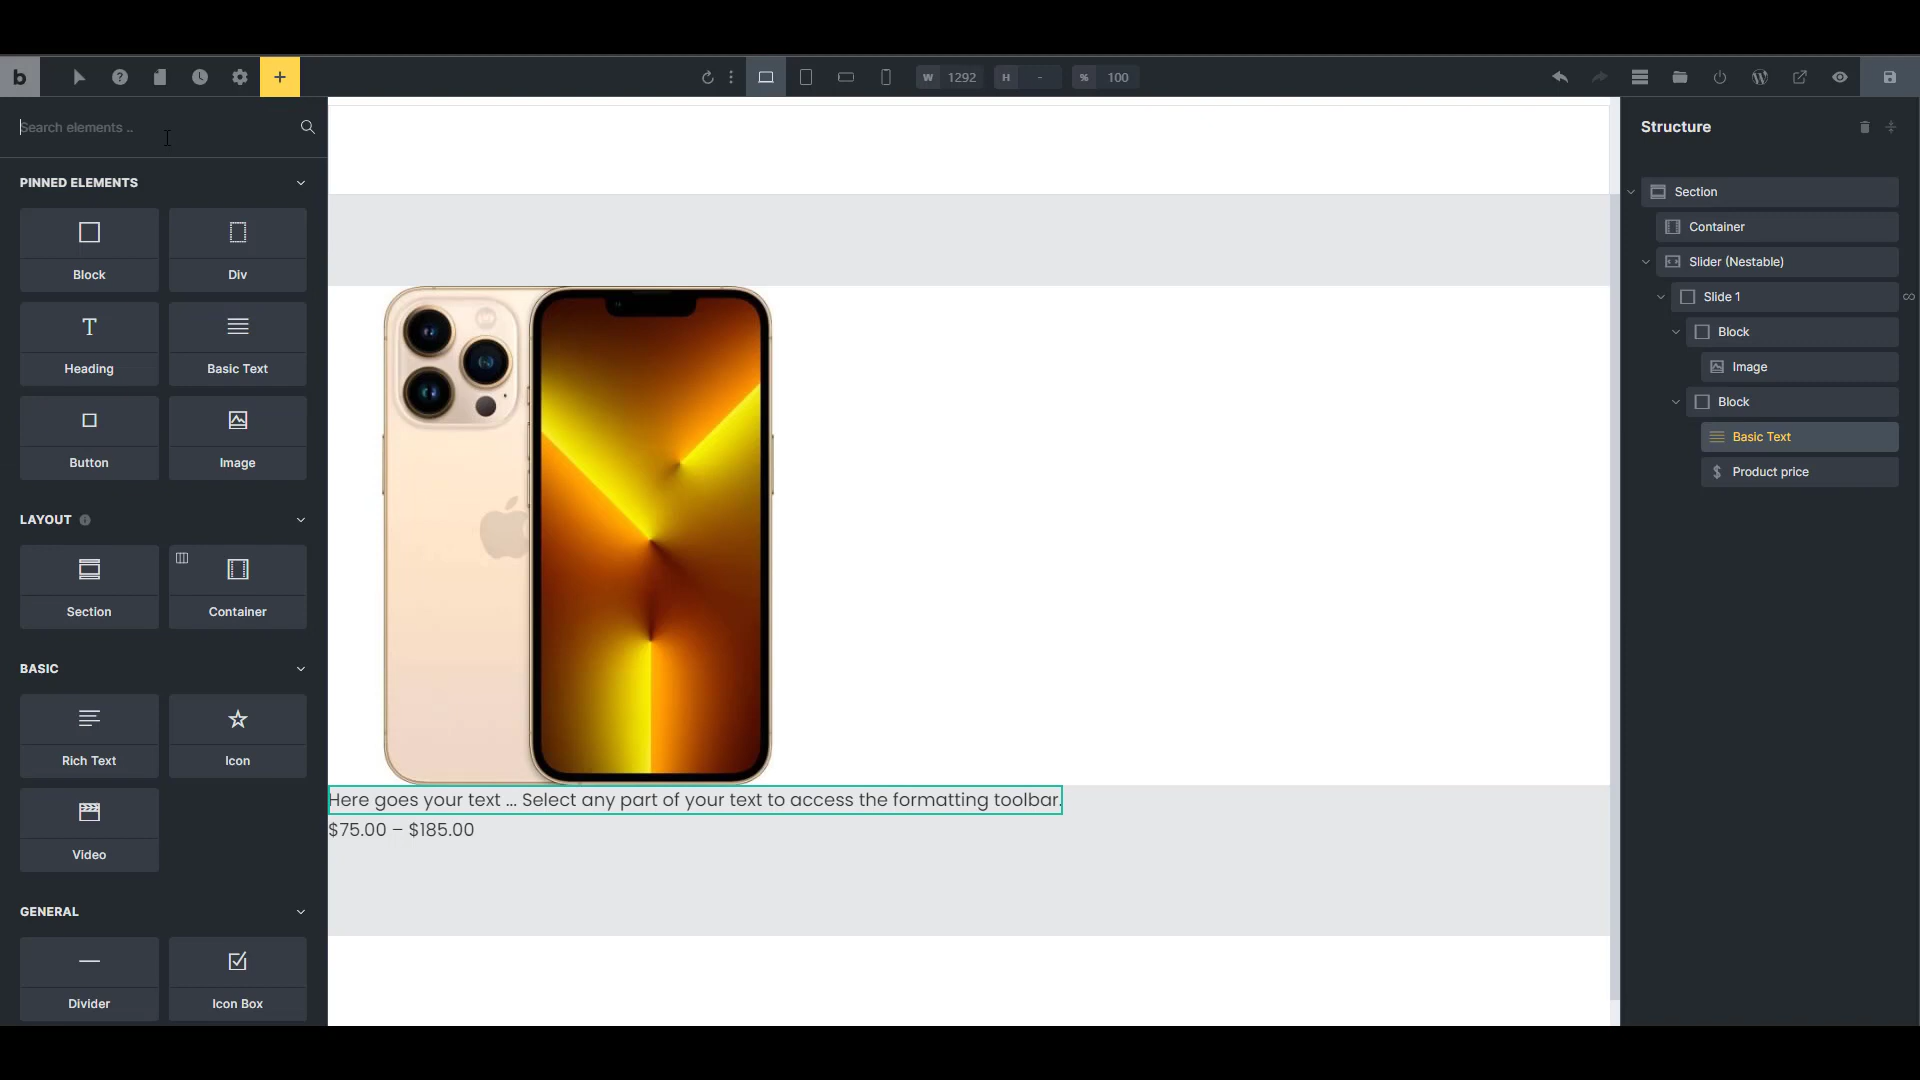 b
W 1292 H - % 100
Search elements ..
PINNED ELEMENTS
Block Div
Heading Basic Text
Button Image
LAYOUT
Section Container
BASIC
Rich Text Icon
Video
GENERAL
Divider Icon Box
Here goes your text ... Select any part of your text to access the formatting toolbar.
$75.00 – $185.00
Structure
Section
Container
Slider (Nestable)
Slide 1
Block
Image
Block
Basic Text
Product price